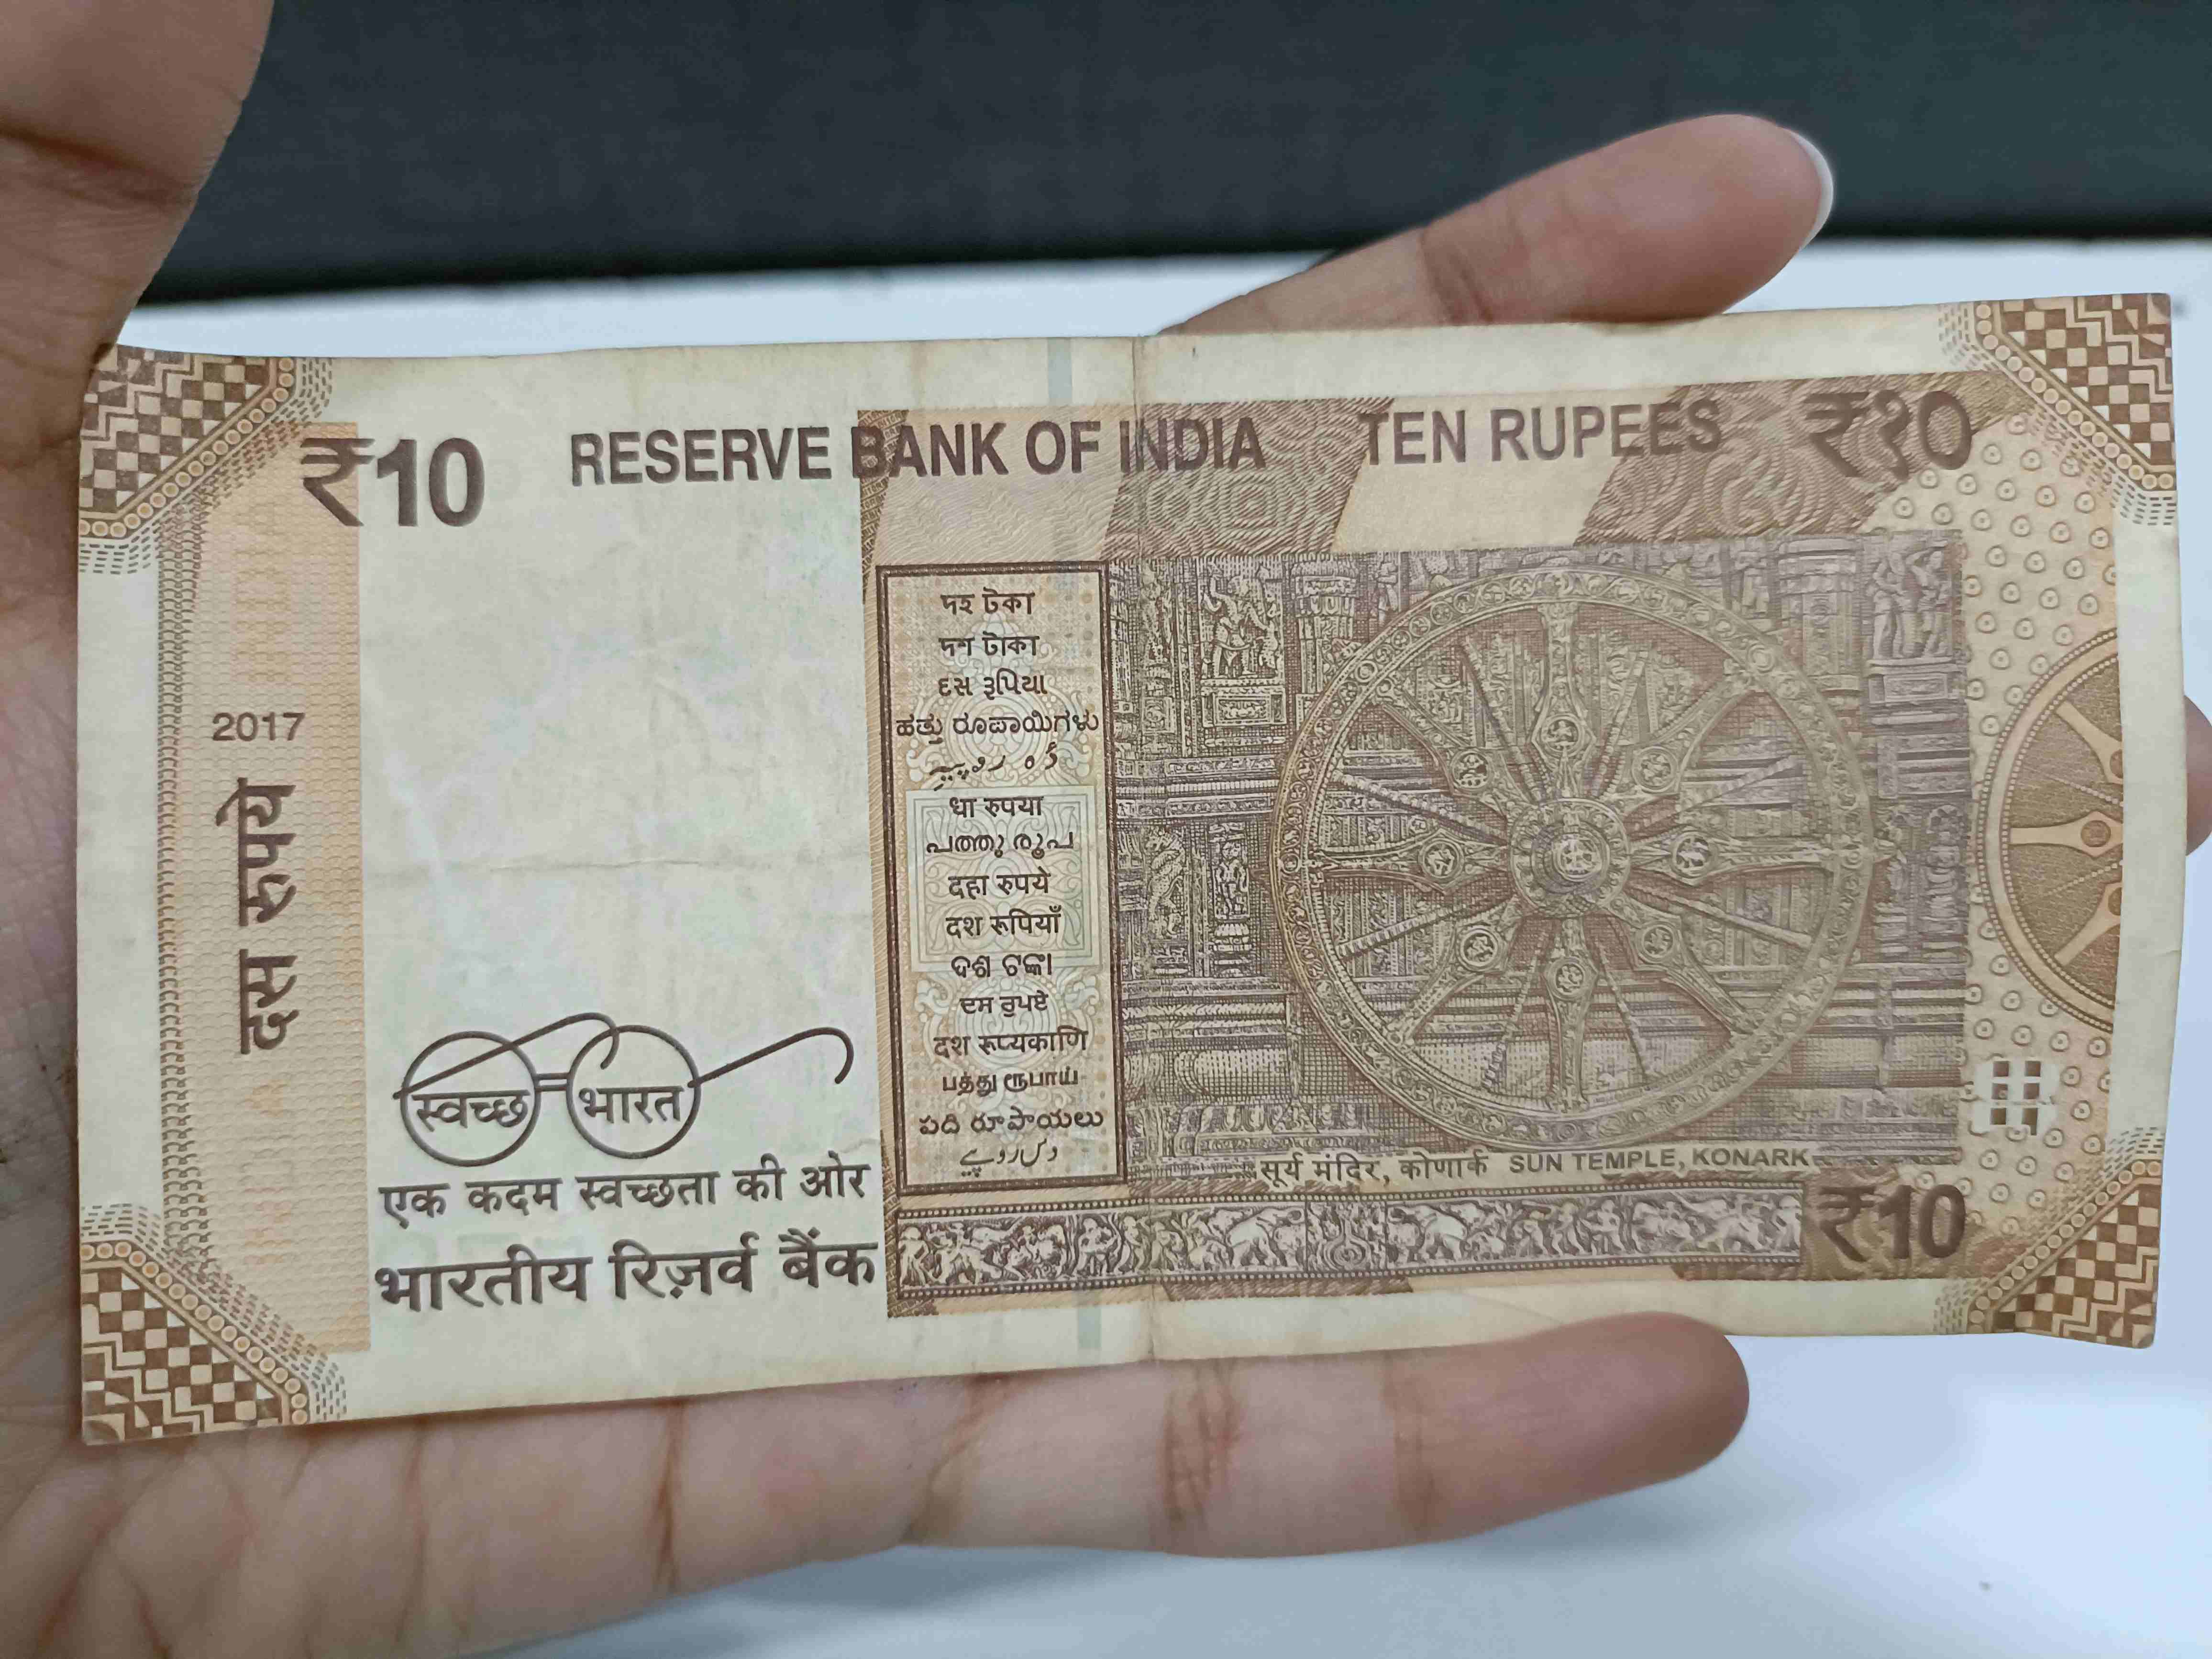 ₹10 RESERVE BANK OF INDIA TEN RUPEES ₹१०
2017
दस रुपये
দহ টকা
দশ টাকা
દસ રૂપિયા
ಹತ್ತು ರೂಪಾಯಿಗಳು
دٔہ روپیہِ
धा रुपया
പത്തു രൂപ
दहा रुपये
दश रूपियाँ
ଦଶ ଟଙ୍କା
ਦਸ ਰੁਪਏ
दश रूप्यकाणि
பத்து ரூபாய்
పది రూపాయలు
دس روپے
स्वच्छ भारत
एक कदम स्वच्छता की ओर
भारतीय रिज़र्व बैंक
सूर्य मंदिर, कोणार्क SUN TEMPLE, KONARK
₹10